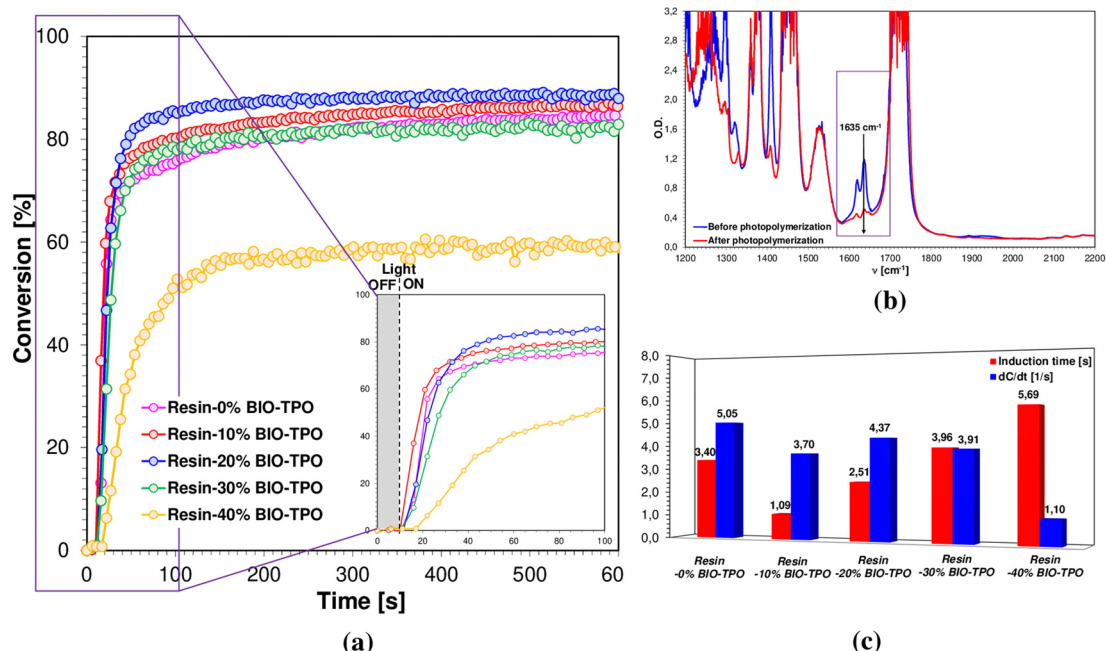 100
80
60
40
20
0
Conversion [%]
0
100
200
300
400
500
60
Time [s]
Resin-0% BIO-TPO
Resin-10% BIO-TPO
Resin-20% BIO-TPO
Resin-30% BIO-TPO
Resin-40% BIO-TPO
Light
OFF ON
100
80
60
40
20
0
0
20
40
60
80
100
(a)
3,2
2,8
2,4
2,0
1,6
1,2
0,8
0,4
0,0
O.D.
1635 cm-1
Before photopolymerization
After photopolymerization
1200 1300 1400 1500 1600 1700 1800 1900 2000 2100 2200
ν [cm-1]
(b)
8,0
7,0
6,0
5,0
4,0
3,0
2,0
1,0
0,0
Induction time [s]
dC/dt [1/s]
3,40
5,05
1,09
3,70
2,51
4,37
3,96
3,91
5,69
1,10
Resin
-0% BIO-TPO
Resin
-10% BIO-TPO
Resin
-20% BIO-TPO
Resin
-30% BIO-TPO
Resin
-40% BIO-TPO
(c)